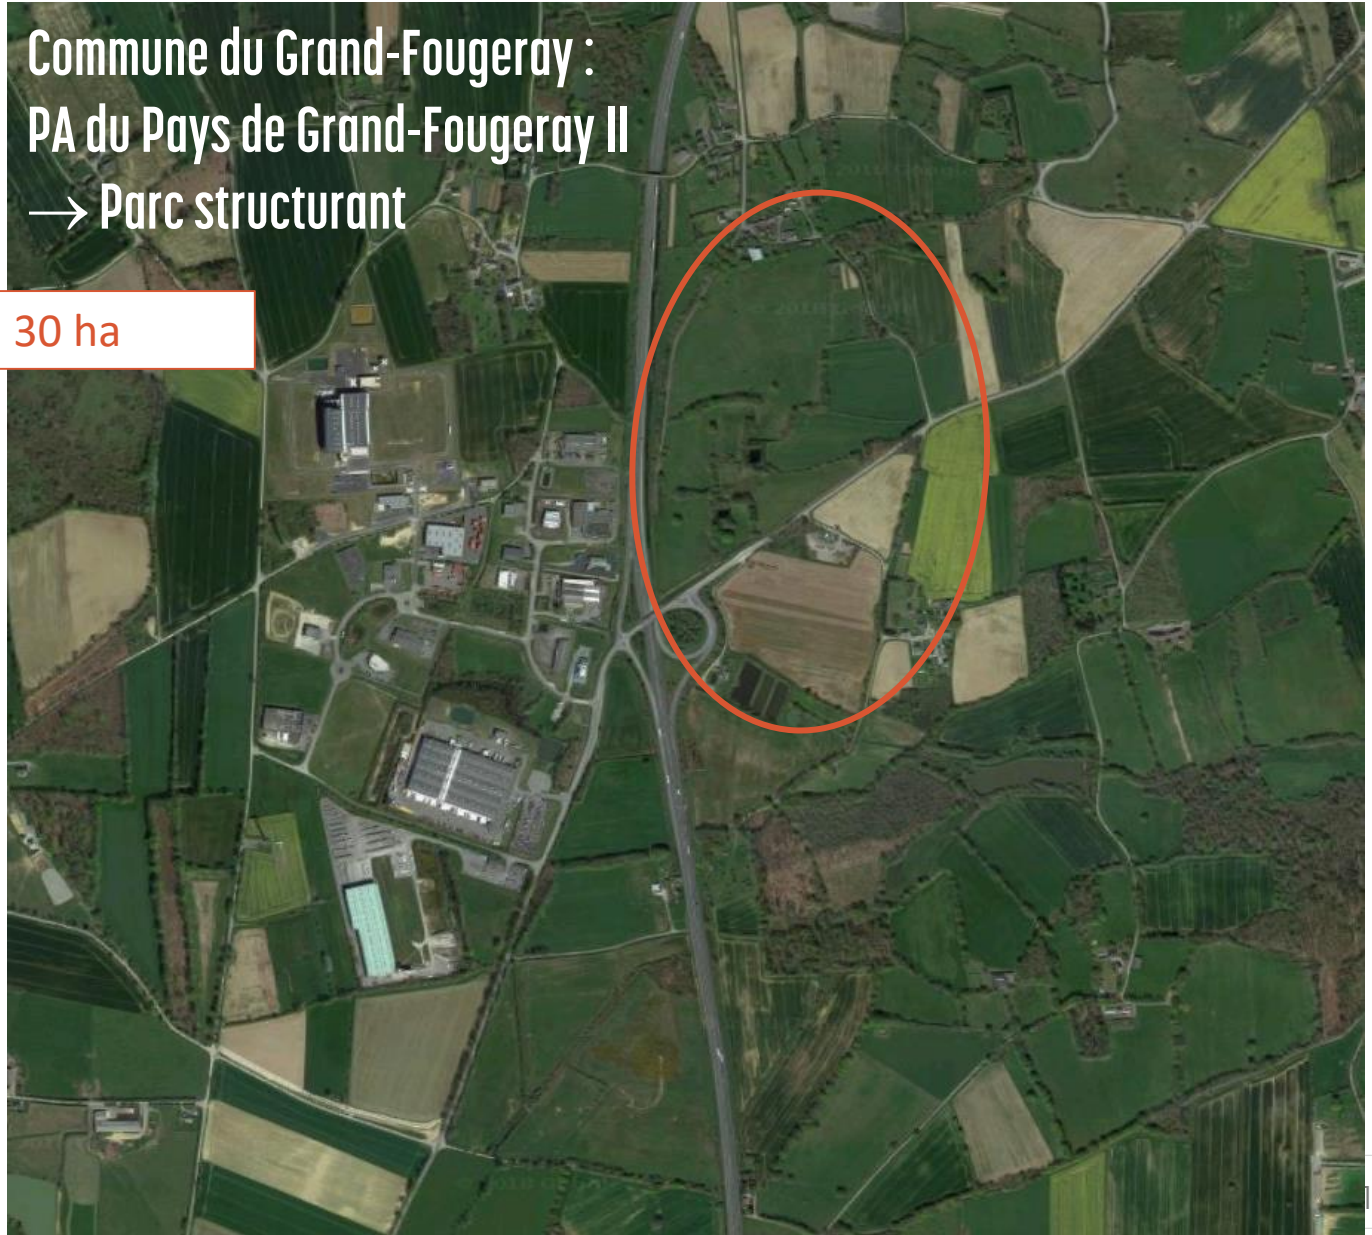 Commune du Grand-Fougeray :
PA du Pays de Grand-Fougeray II
→ Parc structurant
30 ha